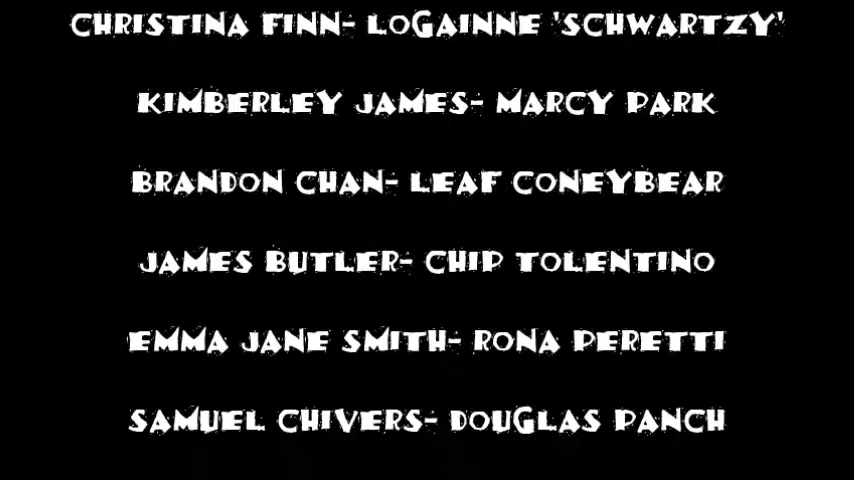 CHRISTINA FINN- LOGAINNE 'SCHWARTZY'
KIMBERLEY JAMES- MARCY PARK
BRANDON CHAN- LEAF CONEYBEAR
JAMES BUTLER- CHIP TOLENTINO
EMMA JANE SMITH- RONA PERETTI
SAMUEL CHIVERS- DOUGLAS PANCH